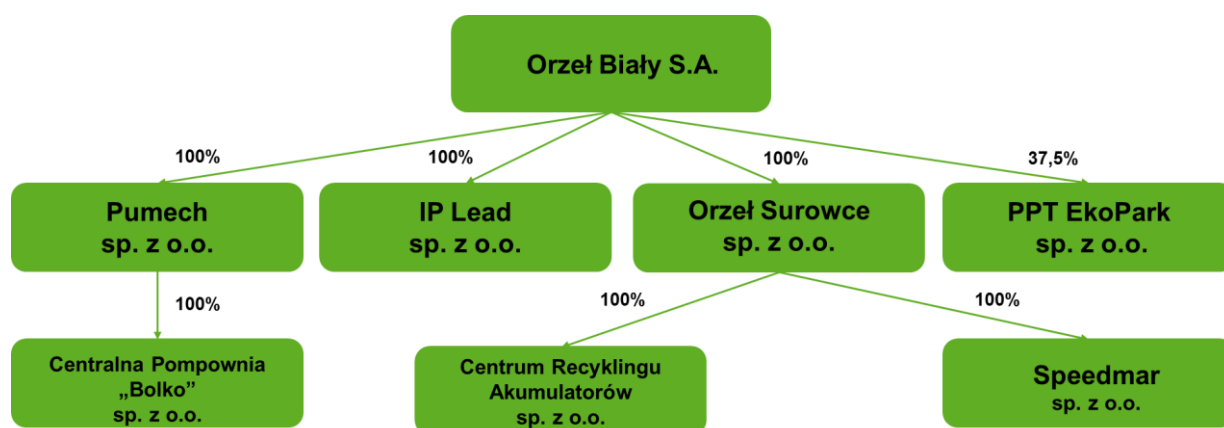 Orzeł Biały S.A.
100%
100%
100%
37,5%
Pumech
sp. z o.o.
IP Lead
sp. z o.o.
Orzeł Surowce
sp. z o.o.
PPT EkoPark
sp. z o.o.
100%
100%
100%
Centralna Pompownia
„Bolko”
sp. z o.o.
Centrum Recyklingu
Akumulatorów
sp. z o.o.
Speedmar
sp. z o.o.